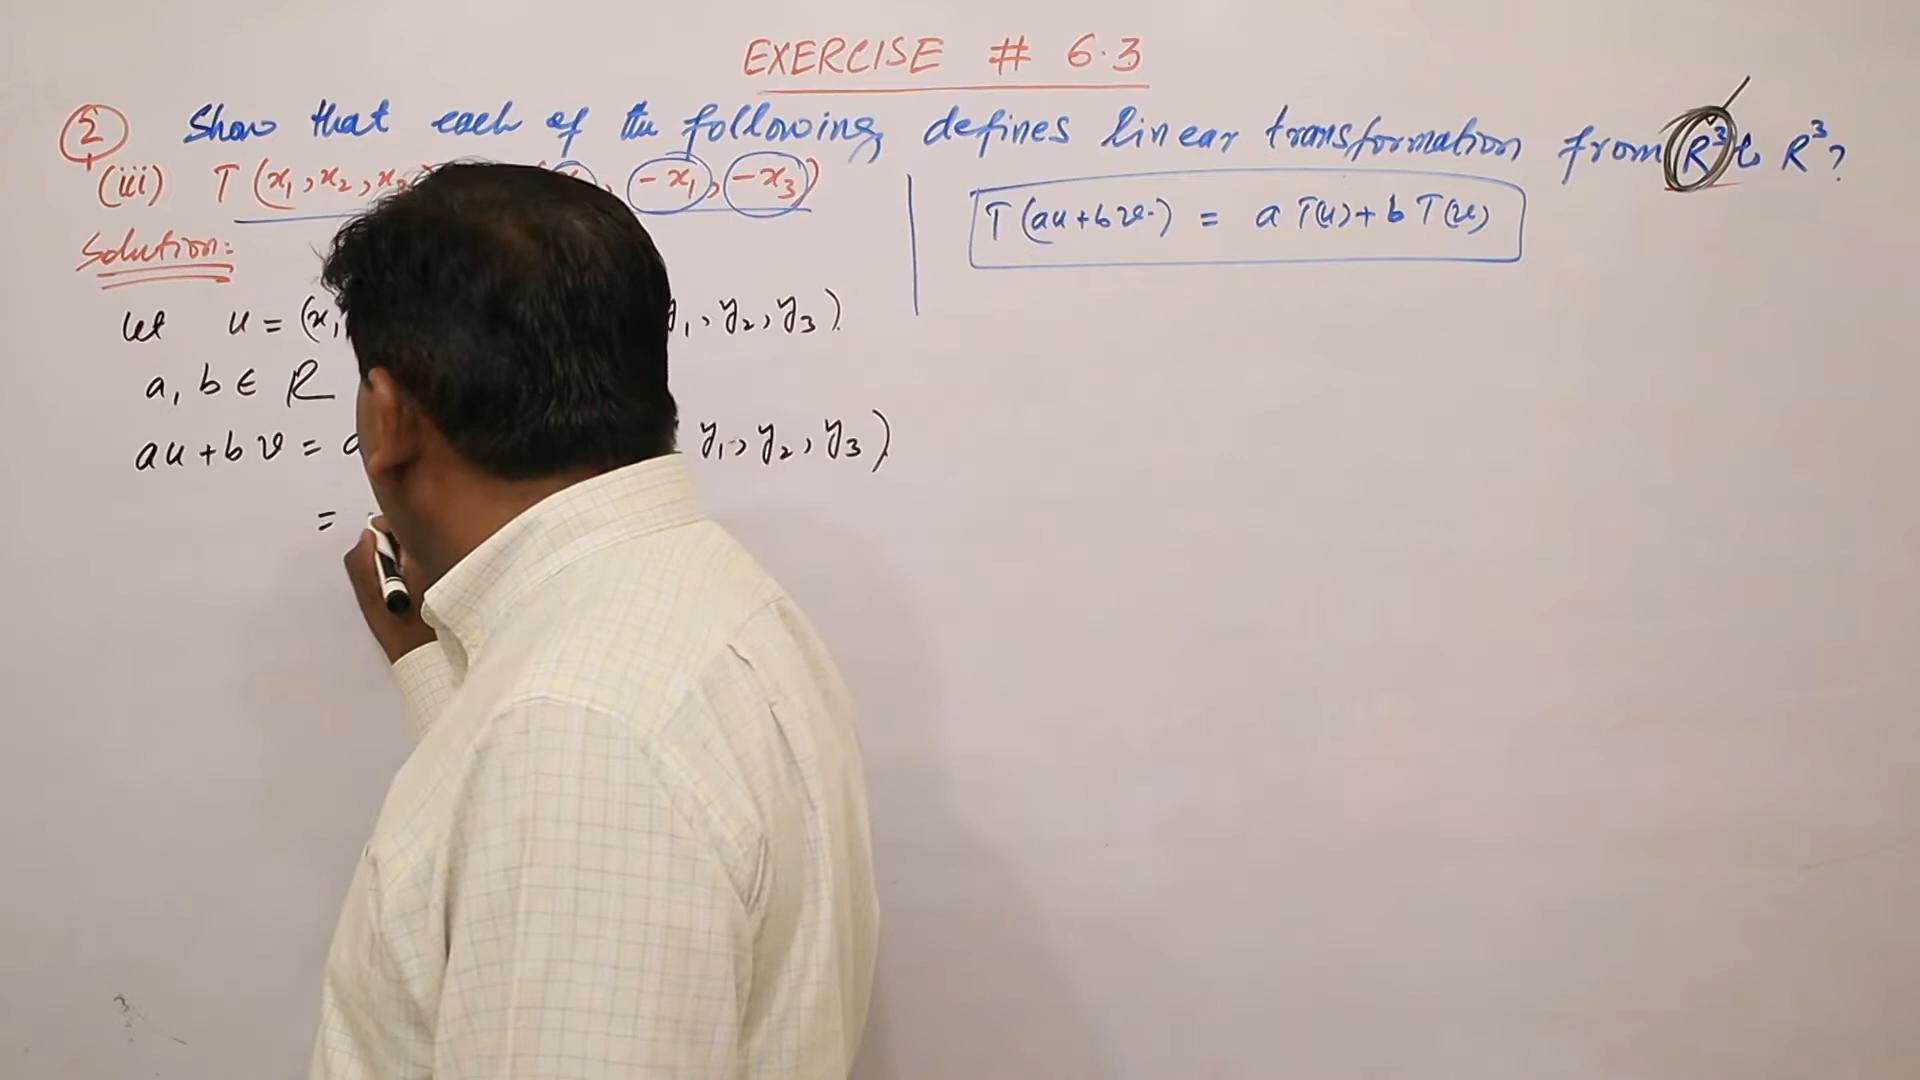 EXERCISE # 6.3
2 Show that each of the following defines linear transformation from R³ to R³?
(iii) T(x₁, x₂, x₃ , -x₁, -x₃)
T(au+bv) = a T(u) + b T(v)
Solution:
let u = (x₁ y₁, y₂, y₃).
a, b ∈ R
au + bv = a y₁, y₂, y₃)
=